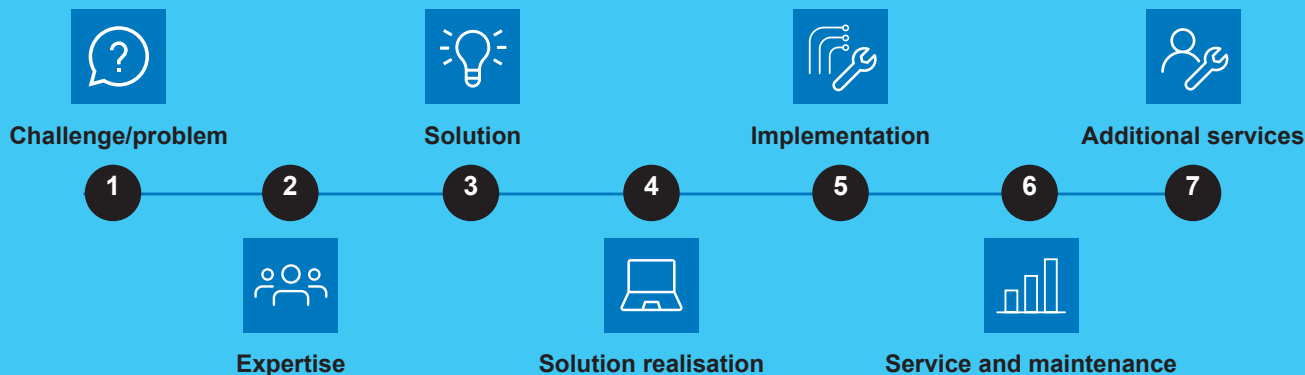 ?
Challenge/problem
Solution
Implementation
Additional services
1
2
3
4
5
6
7
Expertise
Solution realisation
Service and maintenance